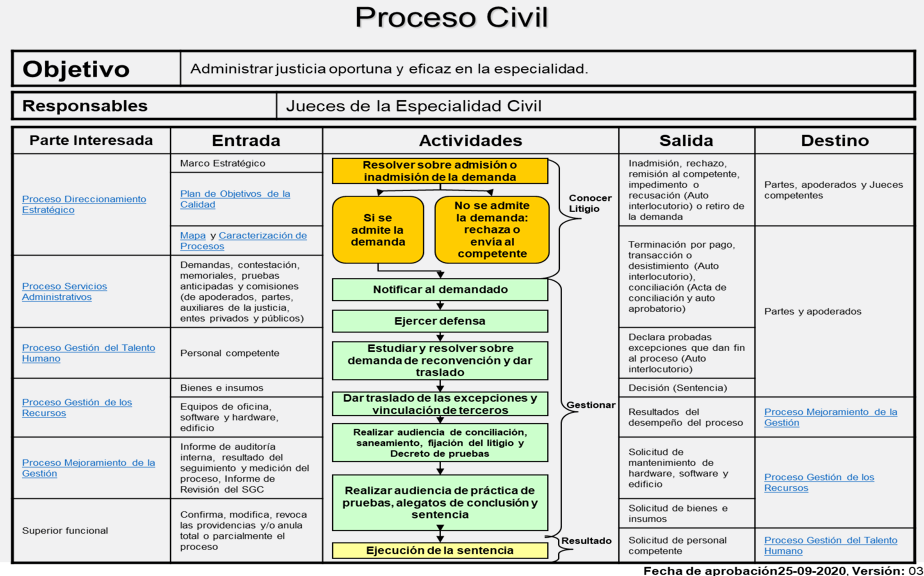 Proceso Civil
Objetivo
Administrar justicia oportuna y eficaz en la especialidad.
Responsables
Jueces de la Especialidad Civil
Parte Interesada
Entrada
Actividades
Salida
Destino
Proceso Direccionamiento
Estratégico
Marco Estratégico
Plan de Objetivos de la
Calidad
Mapa y Caracterización de
Procesos
Proceso Servicios
Administrativos
Demandas, contestación,
memoriales, pruebas
anticipadas y comisiones
(de apoderados, partes,
auxiliares de la justicia,
entes privados y públicos)
Proceso Gestión del Talento
Humano
Personal competente
Proceso Gestión de los
Recursos
Bienes e insumos
Equipos de oficina,
software y hardware,
edificio
Proceso Mejoramiento de la
Gestión
Informe de auditoría
interna, resultado del
seguimiento y medición del
proceso, Informe de
Revisión del SGC
Superior funcional
Confirma, modifica, revoca
las providencias y/o anula
total o parcialmente el
proceso
Resolver sobre admisión o
inadmisión de la demanda
Si se
admite la
demanda
No se admite
la demanda:
rechaza o
envia al
competente
Conocer
Litigio
Notificar al demandado
Ejercer defensa
Estudiar y resolver sobre
demanda de reconvención y dar
traslado
Dar traslado de las excepciones y
vinculación de terceros
Gestionar
Realizar audiencia de conciliación,
saneamiento, fijación del litigio y
Decreto de pruebas
Realizar audiencia de práctica de
pruebas, alegatos de conclusión y
sentencia
Resultado
Ejecución de la sentencia
Inadmisión, rechazo,
remisión al competente,
impedimento o
recusación (Auto
interlocutorio) o retiro de
la demanda
Partes, apoderados y Jueces
competentes
Terminación por pago,
transacción o
desistimiento (Auto
interlocutorio),
conciliación (Acta de
conciliación y auto
aprobatorio)
Partes y apoderados
Declara probadas
excepciones que dan fin
al proceso (Auto
interlocutorio)
Decisión (Sentencia)
Resultados del
desempeño del proceso
Proceso Mejoramiento de la
Gestión
Solicitud de
mantenimiento de
hardware, software y
edificio
Proceso Gestión de los
Recursos
Solicitud de bienes e
insumos
Solicitud de personal
competente
Proceso Gestión del Talento
Humano
Fecha de aprobación25-09-2020, Versión: 03